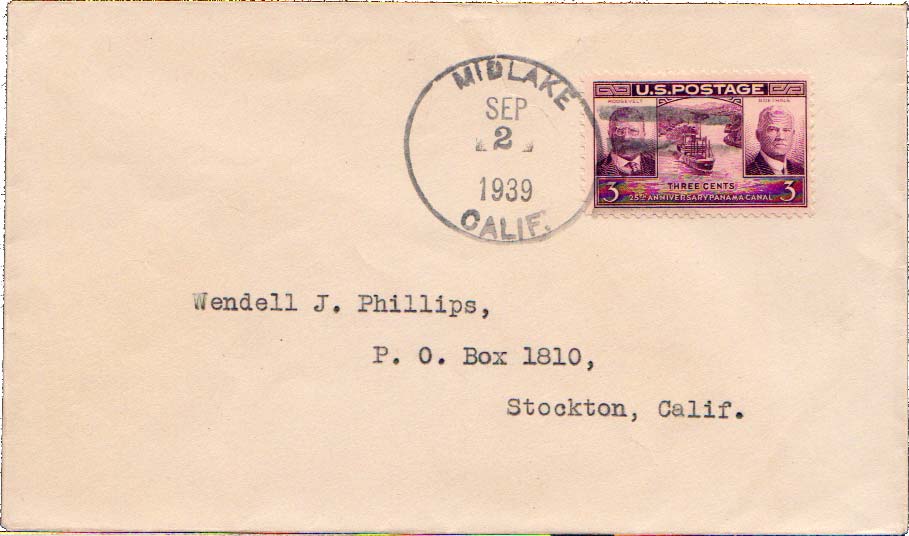 MIDLAKE
SEP
2
1939
CALIF.
U.S. POSTAGE
ROOSEVELT
GOETHALS
THREE CENTS
3 3
25TH ANNIVERSARY PANAMA CANAL
Wendell J. Phillips,
P. O. Box 1810,
Stockton, Calif.